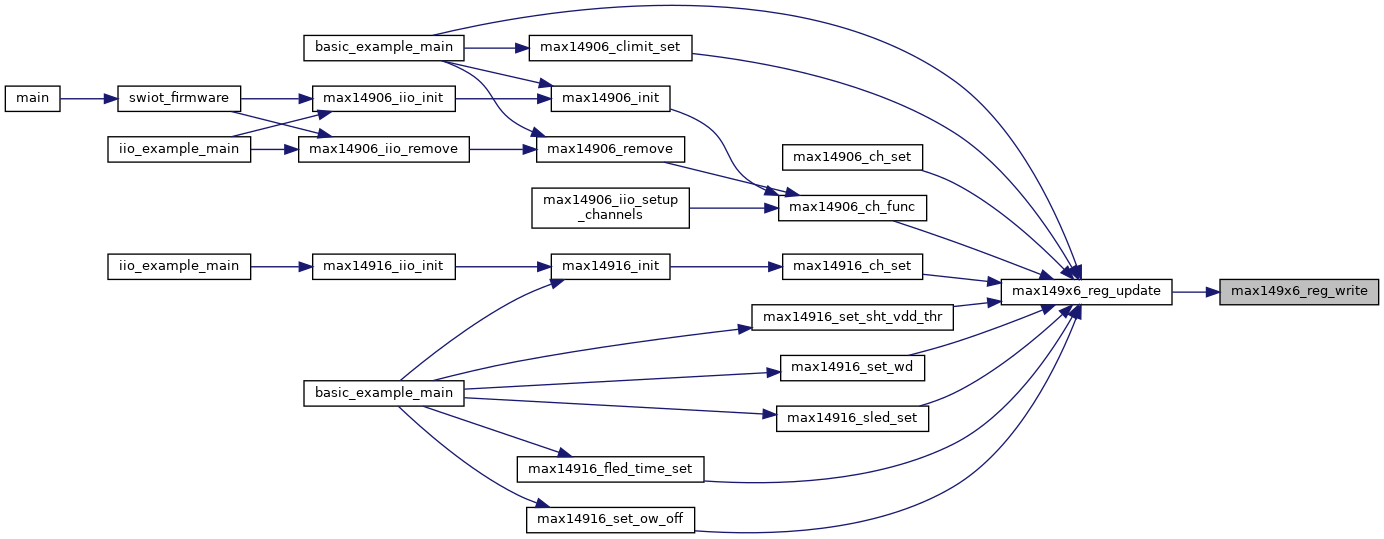 basic_example_main
max14906_climit_set
main
swiot_firmware
max14906_iio_init
max14906_init
iio_example_main
max14906_iio_remove
max14906_remove
max14906_ch_set
max14906_iio_setup
_channels
max14906_ch_func
iio_example_main
max14916_iio_init
max14916_init
max14916_ch_set
max149x6_reg_update
max149x6_reg_write
max14916_set_sht_vdd_thr
max14916_set_wd
basic_example_main
max14916_sled_set
max14916_fled_time_set
max14916_set_ow_off